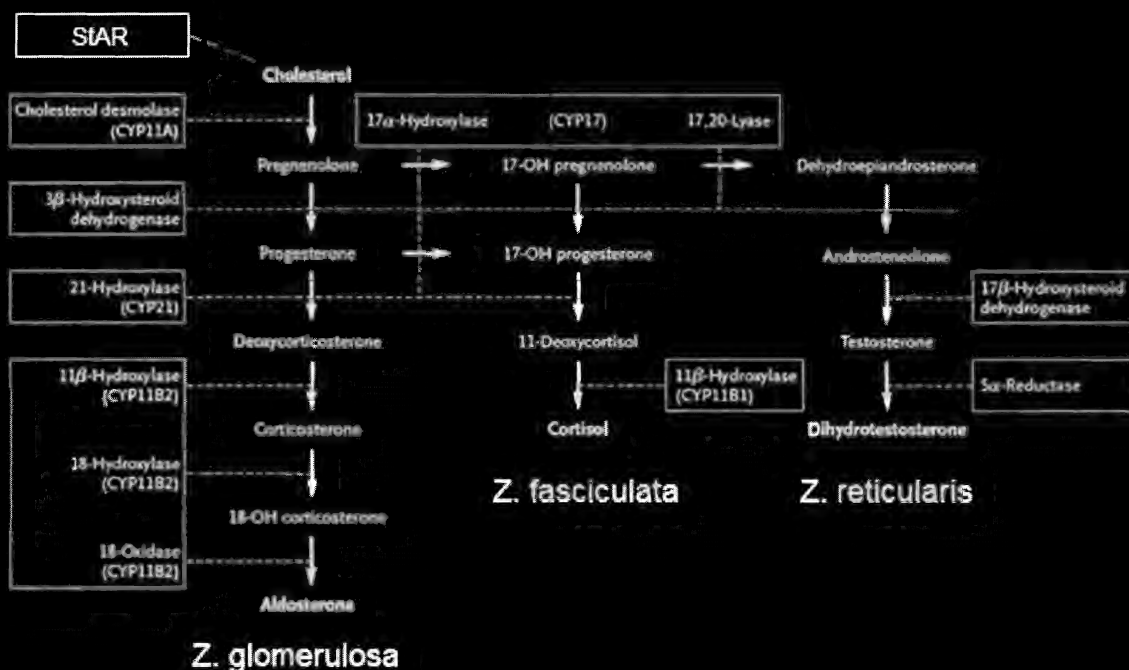 StAR
Cholesterol
Cholesterol desmolase
(CYP11A)
17α-Hydroxylase (CYP17) 17,20-Lyase
Pregnenolone 17-OH pregnenolone Dehydroepiandrosterone
3β-Hydroxysteroid
dehydrogenase
Progesterone 17-OH progesterone Androstenedione
21-Hydroxylase
(CYP21)
17β-Hydroxysteroid
dehydrogenase
Deoxycorticosterone 11-Deoxycortisol Testosterone
11β-Hydroxylase
(CYP11B2)
11β-Hydroxylase
(CYP11B1)
5α-Reductase
Corticosterone Cortisol Dihydrotestosterone
18-Hydroxylase
(CYP11B2)
Z. fasciculata Z. reticularis
18-OH corticosterone
18-Oxidase
(CYP11B2)
Aldosterone
Z. glomerulosa